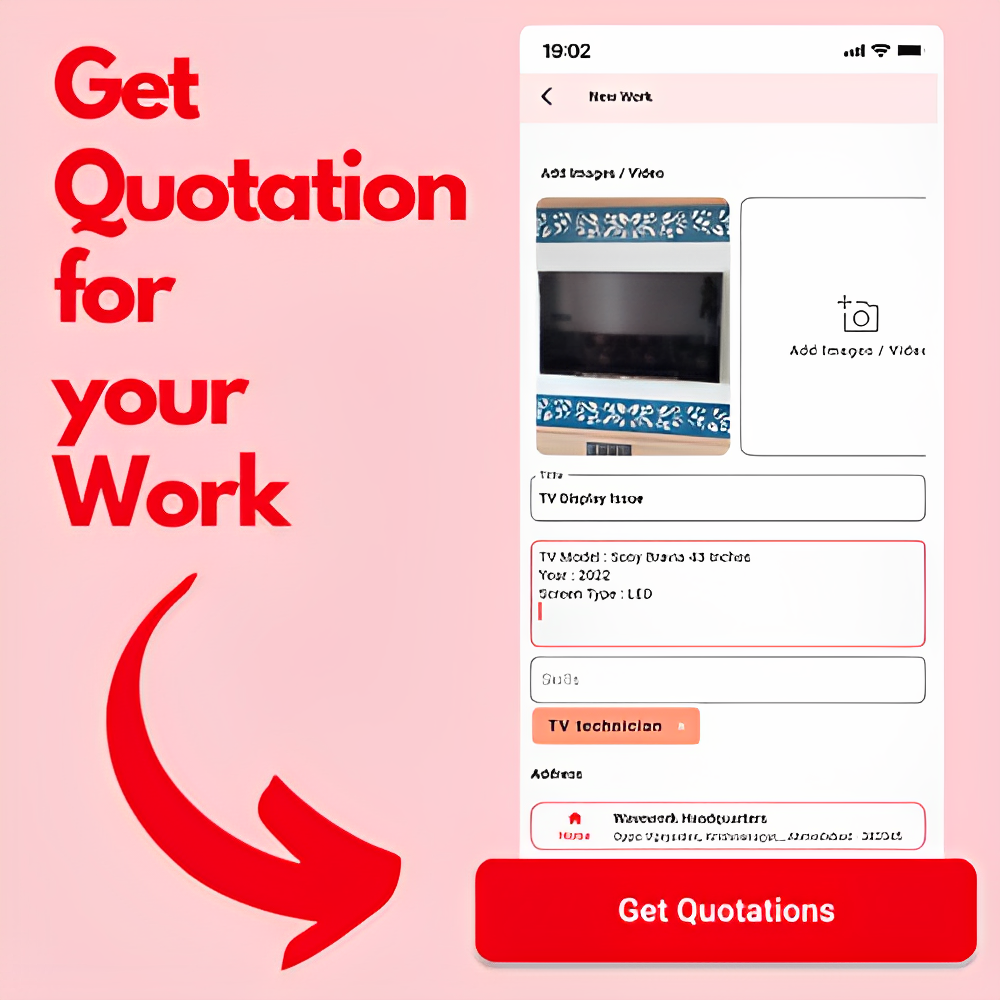 Get
Quotation
for
your
Work
19:02
New Work
Add Images / Video
Add Images / Video
Title
TV Display Issue
TV Model : Sony Bravia 43 Inches
Year : 2022
Screen Type : LED
Skills
TV technician
Address
Home
Headquarters
Get Quotations